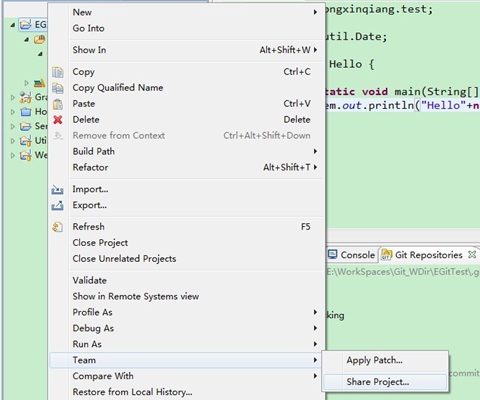 New
Go Into
Show In Alt+Shift+W
Copy Ctrl+C
Copy Qualified Name
Paste Ctrl+V
Delete Delete
Remove from Context Ctrl+Alt+Shift+Down
Build Path
Refactor Alt+Shift+T
Import...
Export...
Refresh F5
Close Project
Close Unrelated Projects
Validate
Show in Remote Systems view
Profile As
Debug As
Run As
Team
Compare With
Restore from Local History...
Apply Patch...
Share Project...
EG
Gra
Ho
Ser
Uti
We
ongxinqiang.test;
util.Date;
Hello {
tatic void main(String[]
em.out.println("Hello"+n
Console
Git Repositories
E:\WorkSpaces\Git_WDir\EGitTest\.g
king
commit